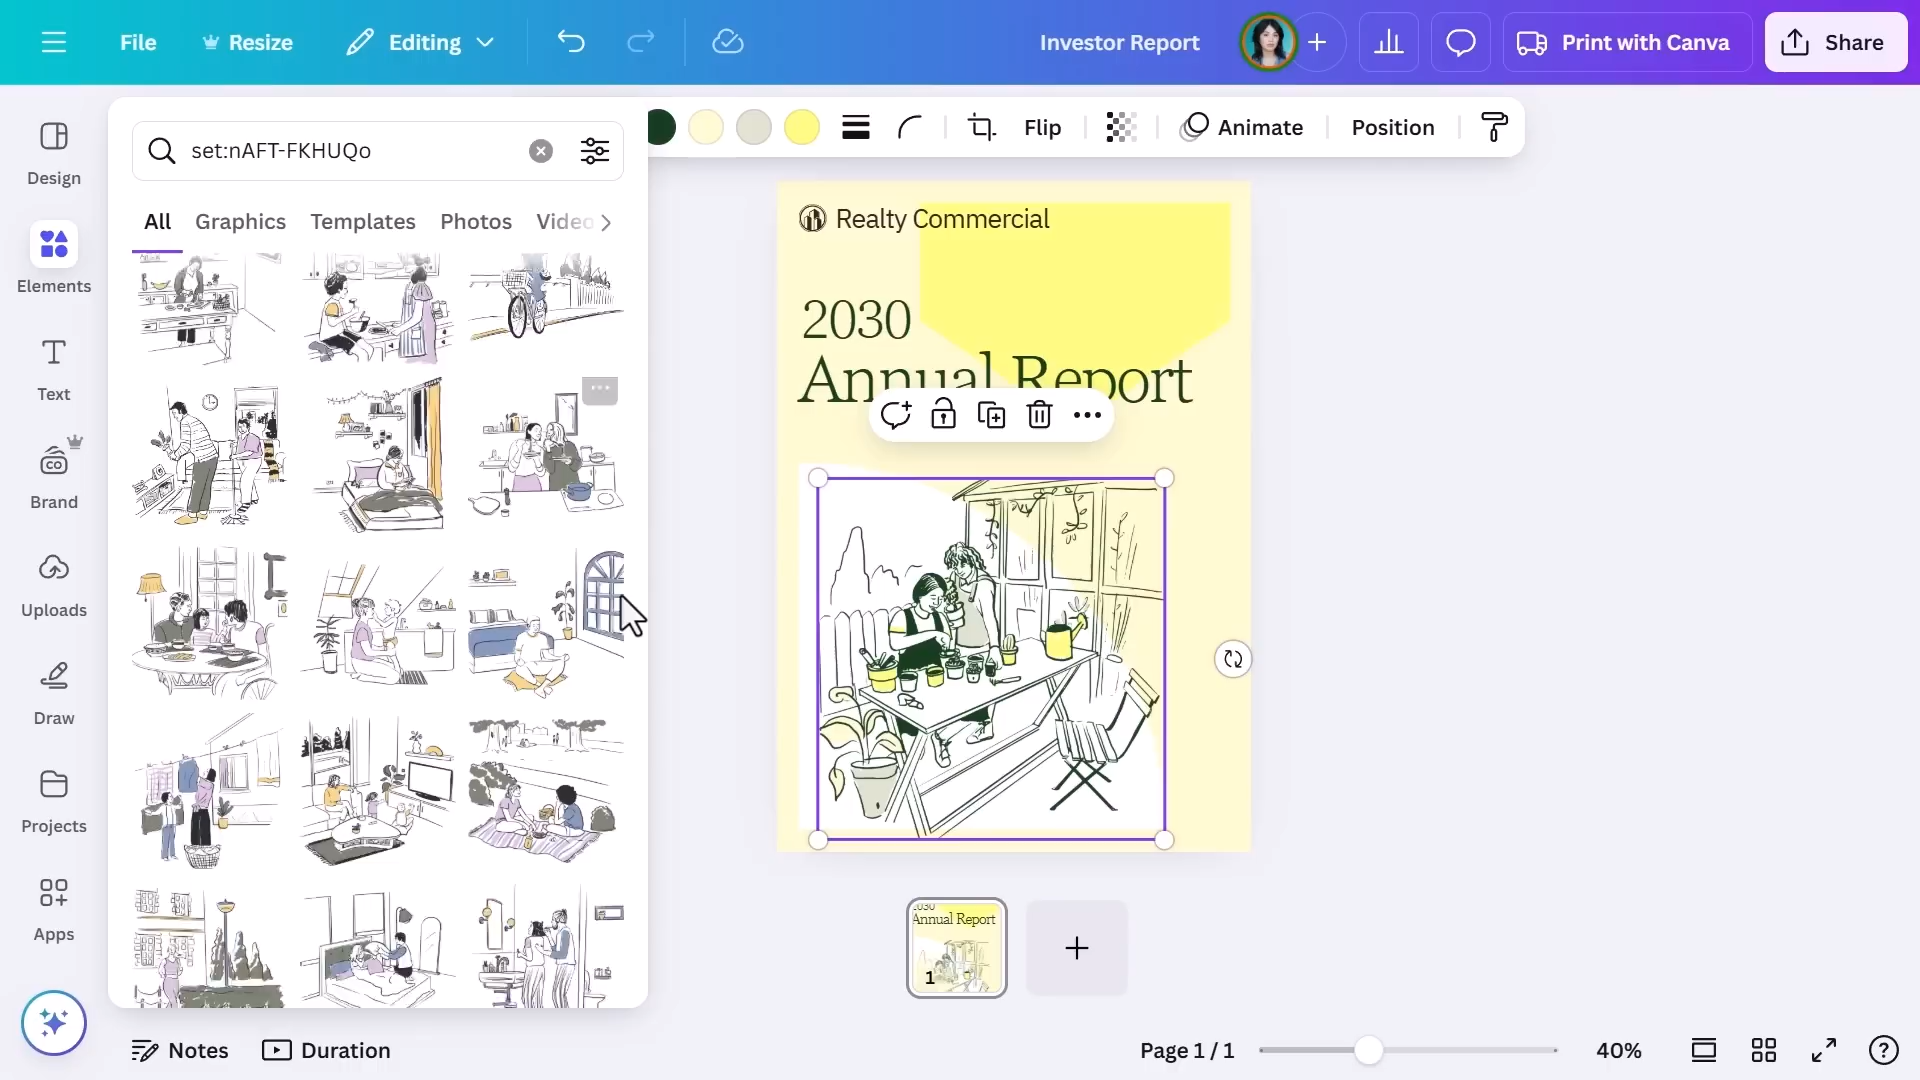 File
Resize
Editing
Investor Report
Print with Canva
Share
Design
Elements
Text
Brand
Uploads
Draw
Projects
Apps
set:nAFT-FKHUQo
All
Graphics
Templates
Photos
Video
Flip
Animate
Position
Realty Commercial
2030
Annual Report
2030
Annual Report
1
Notes
Duration
Page 1 / 1
40%